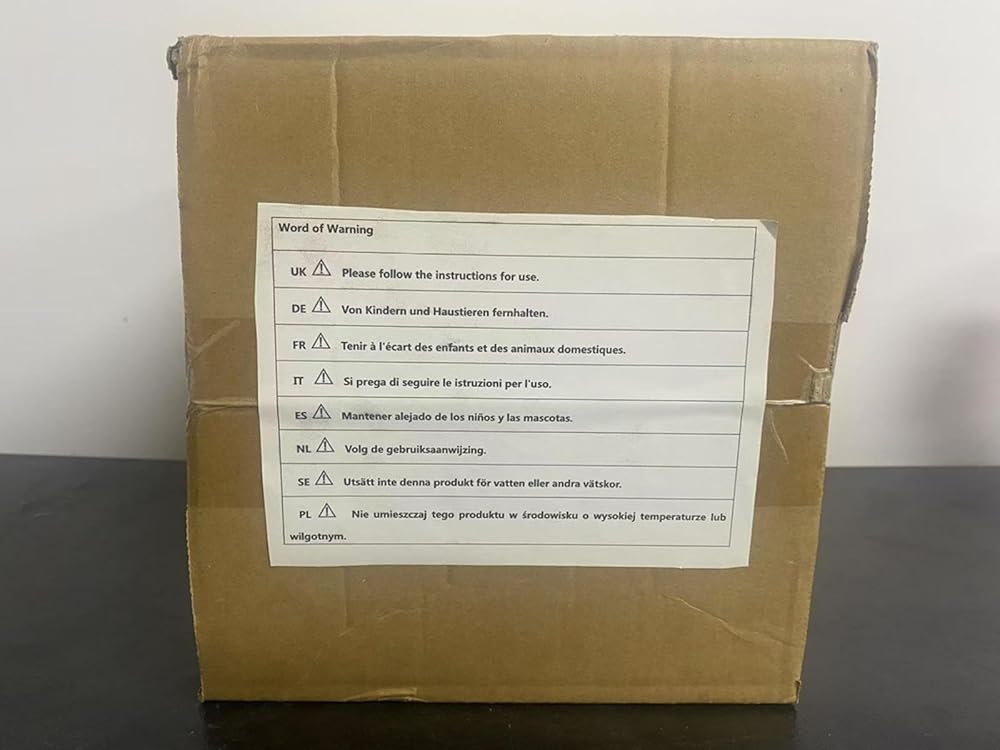 Word of Warning
UK ⚠ Please follow the instructions for use.
DE ⚠ Von Kindern und Haustieren fernhalten.
FR ⚠ Tenir à l'écart des enfants et des animaux domestiques.
IT ⚠ Si prega di seguire le istruzioni per l'uso.
ES ⚠ Mantener alejado de los niños y las mascotas.
NL ⚠ Volg de gebruiksaanwijzing.
SE ⚠ Utsätt inte denna produkt för vatten eller andra vätskor.
PL ⚠ Nie umieszczaj tego produktu w środowisku o wysokiej temperaturze lub
wilgotnym.